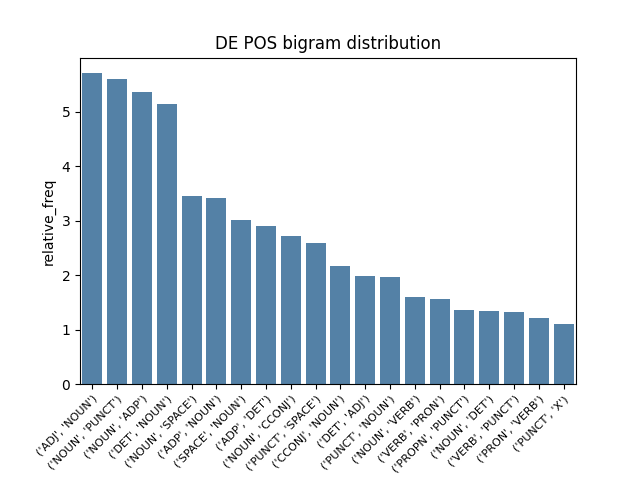 DE POS bigram distribution
relative_freq
5
4
3
2
1
0
('ADJ', 'NOUN')
('NOUN', 'PUNCT')
('NOUN', 'ADP')
('DET', 'NOUN')
('NOUN', 'SPACE')
('ADP', 'NOUN')
('SPACE', 'NOUN')
('ADP', 'DET')
('NOUN', 'CCONJ')
('PUNCT', 'SPACE')
('CCONJ', 'NOUN')
('DET', 'ADJ')
('PUNCT', 'NOUN')
('NOUN', 'VERB')
('VERB', 'PRON')
('PROPN', 'PUNCT')
('NOUN', 'DET')
('VERB', 'PUNCT')
('PRON', 'VERB')
('PUNCT', 'X')